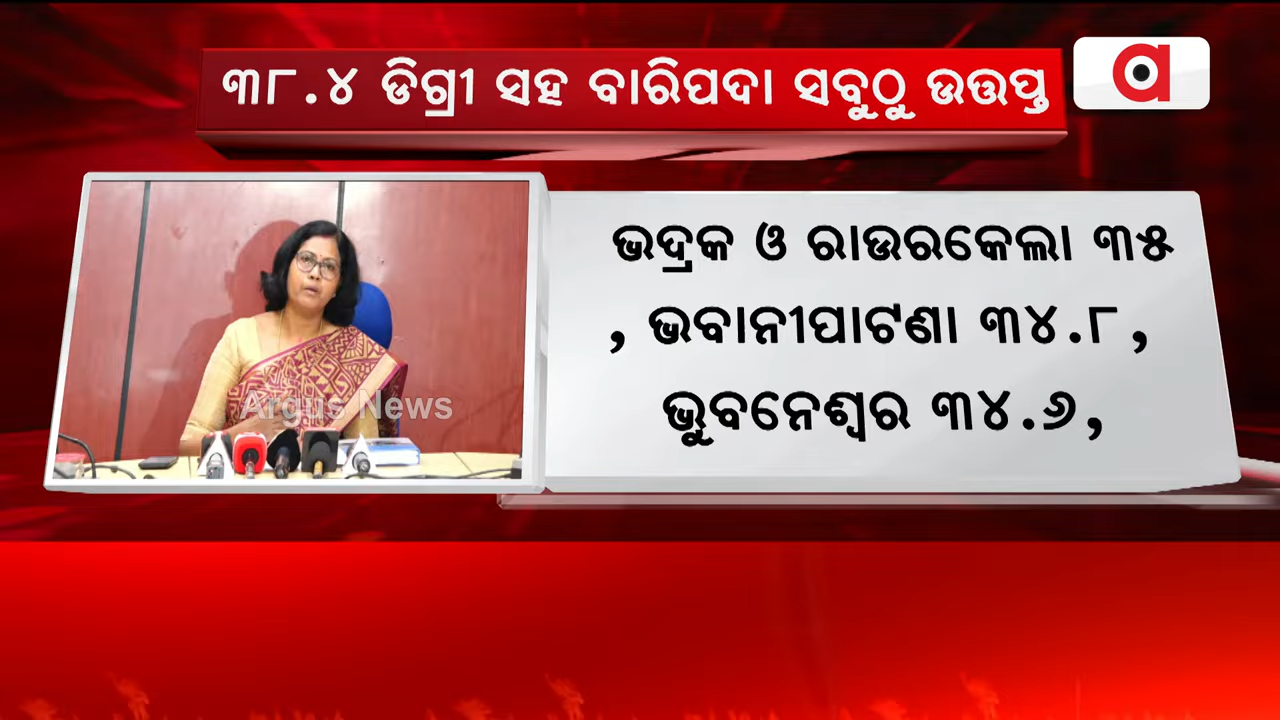 ୩୮.୪ ଡିଗ୍ରୀ ସହ ବାରିପଦା ସବୁଠୁ ଉତ୍ତପ୍ତ
a
ଭଦ୍ରକ ଓ ରାଉରକେଲା ୩୫
, ଭବାନୀପାଟଣା ୩୪.୮,
ଭୁବନେଶ୍ୱର ୩୪.୬,
Argus News